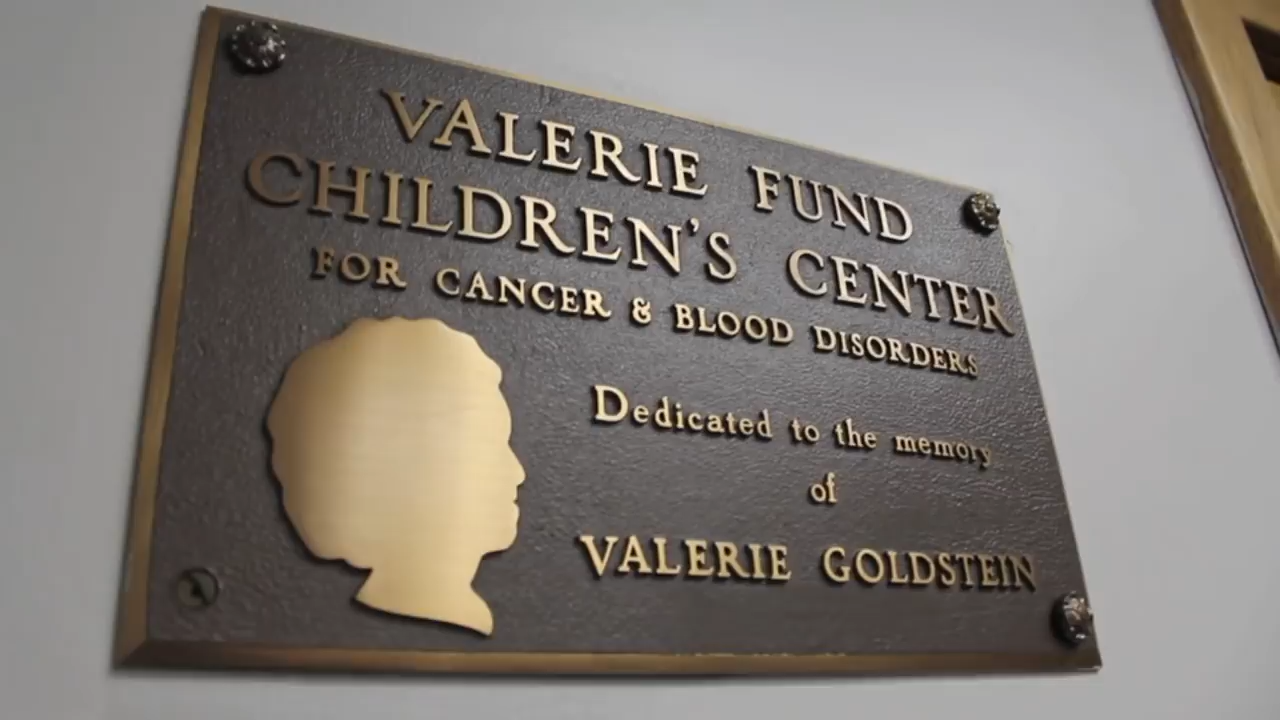 VALERIE FUND
CHILDREN'S CENTER
FOR CANCER & BLOOD DISORDERS
Dedicated to the memory
of
VALERIE GOLDSTEIN